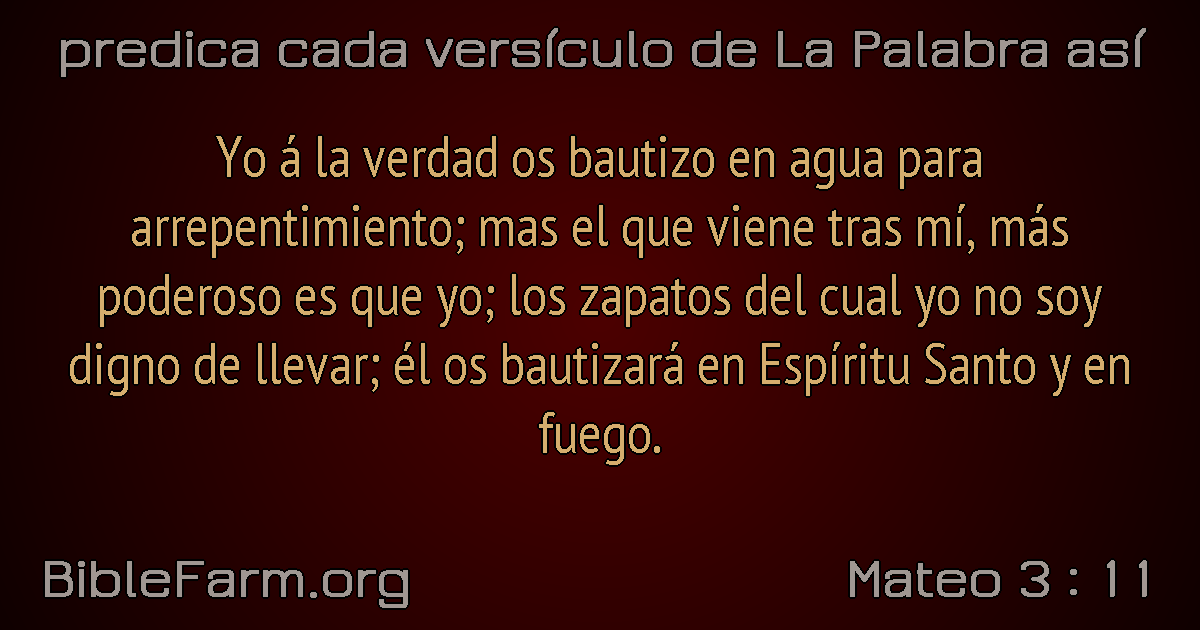 predica cada versículo de La Palabra así
Yo á la verdad os bautizo en agua para
arrepentimiento; mas el que viene tras mí, más
poderoso es que yo; los zapatos del cual yo no soy
digno de llevar; él os bautizará en Espíritu Santo y en
fuego.
BibleFarm.org
Mateo 3 : 11